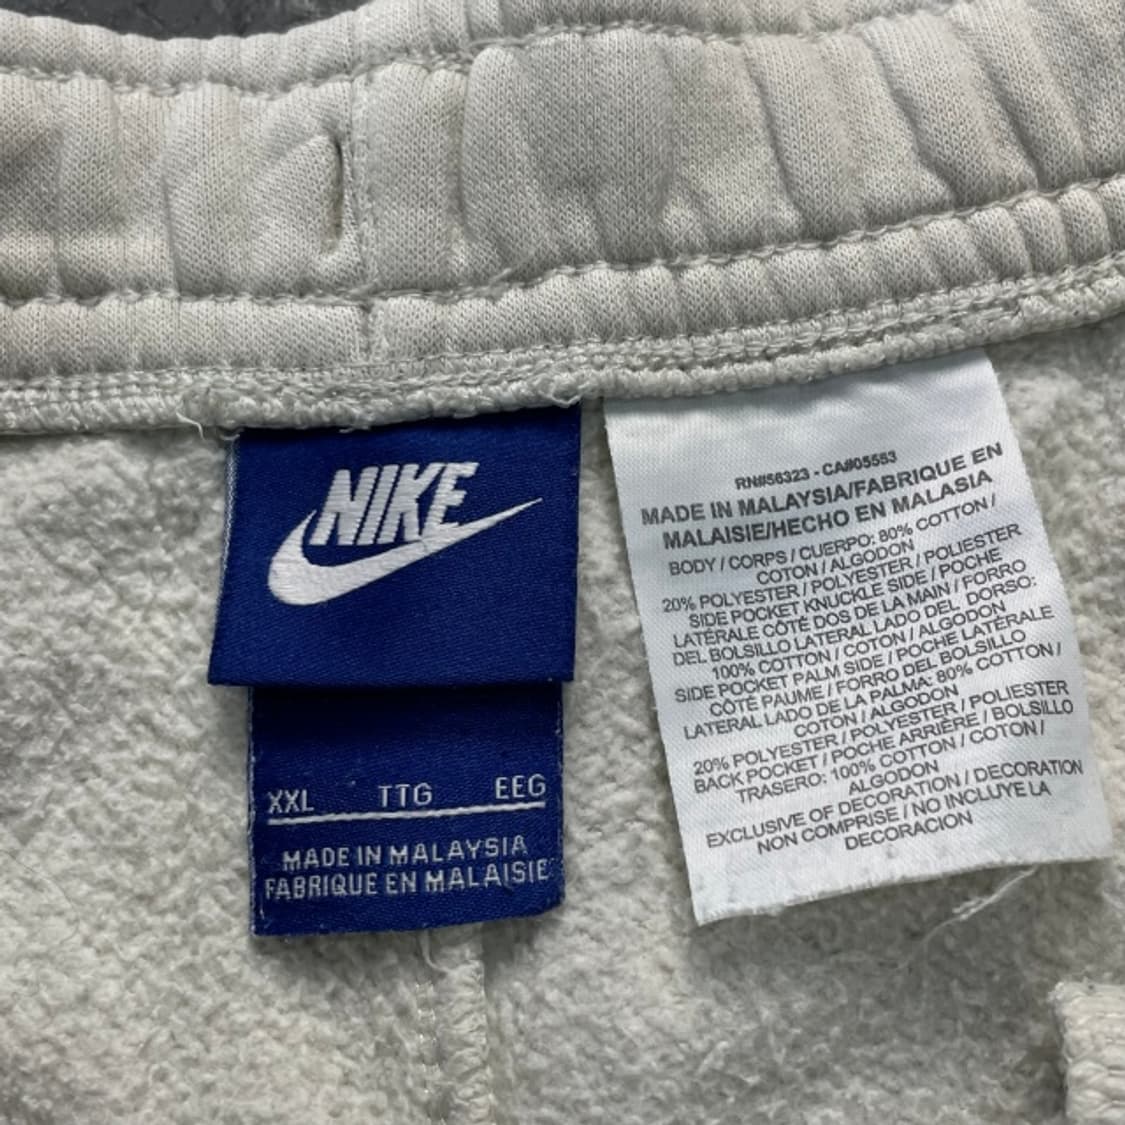 NIKE
XXL TTG EEG
MADE IN MALAYSIA
FABRIQUE EN MALAISIE
RN#56323 - CA#05553
MADE IN MALAYSIA/FABRIQUE EN
MALAISIE/HECHO EN MALASIA
BODY / CORPS / CUERPO: 80% COTTON /
COTON / ALGODON
20% POLYESTER / POLYESTER / POLIESTER
SIDE POCKET KNUCKLE SIDE / POCHE
LATÉRALE CÔTÉ DOS DE LA MAIN / FORRO
DEL BOLSILLO LATERAL LADO DEL DORSO:
100% COTTON / COTON / ALGODON
SIDE POCKET PALM SIDE / POCHE LATÉRALE
CÔTÉ PAUME / FORRO DEL BOLSILLO
LATERAL LADO DE LA PALMA: 80% COTTON /
COTON / ALGODON
20% POLYESTER / POLYESTER / POLIESTER
BACK POCKET / POCHE ARRIÈRE / BOLSILLO
TRASERO: 100% COTTON / COTON /
ALGODON
EXCLUSIVE OF DECORATION / DECORATION
NON COMPRISE / NO INCLUYE LA
DECORACION